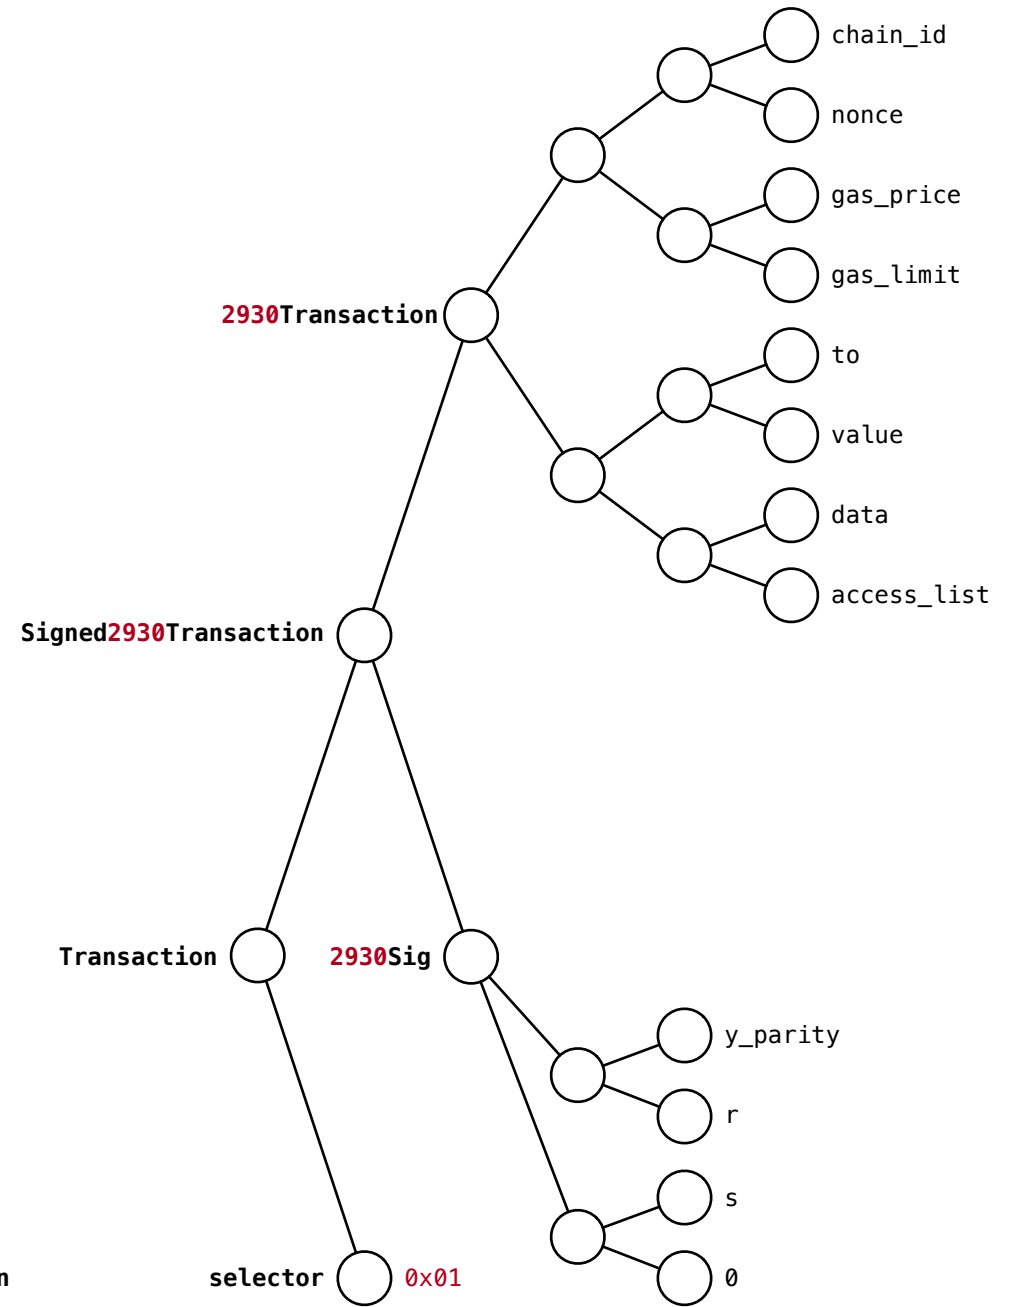 chain_id
nonce
gas_price
gas_limit
2930Transaction
to
value
data
access_list
Signed2930Transaction
Transaction
2930Sig
y_parity
r
s
n
selector
0x01
0